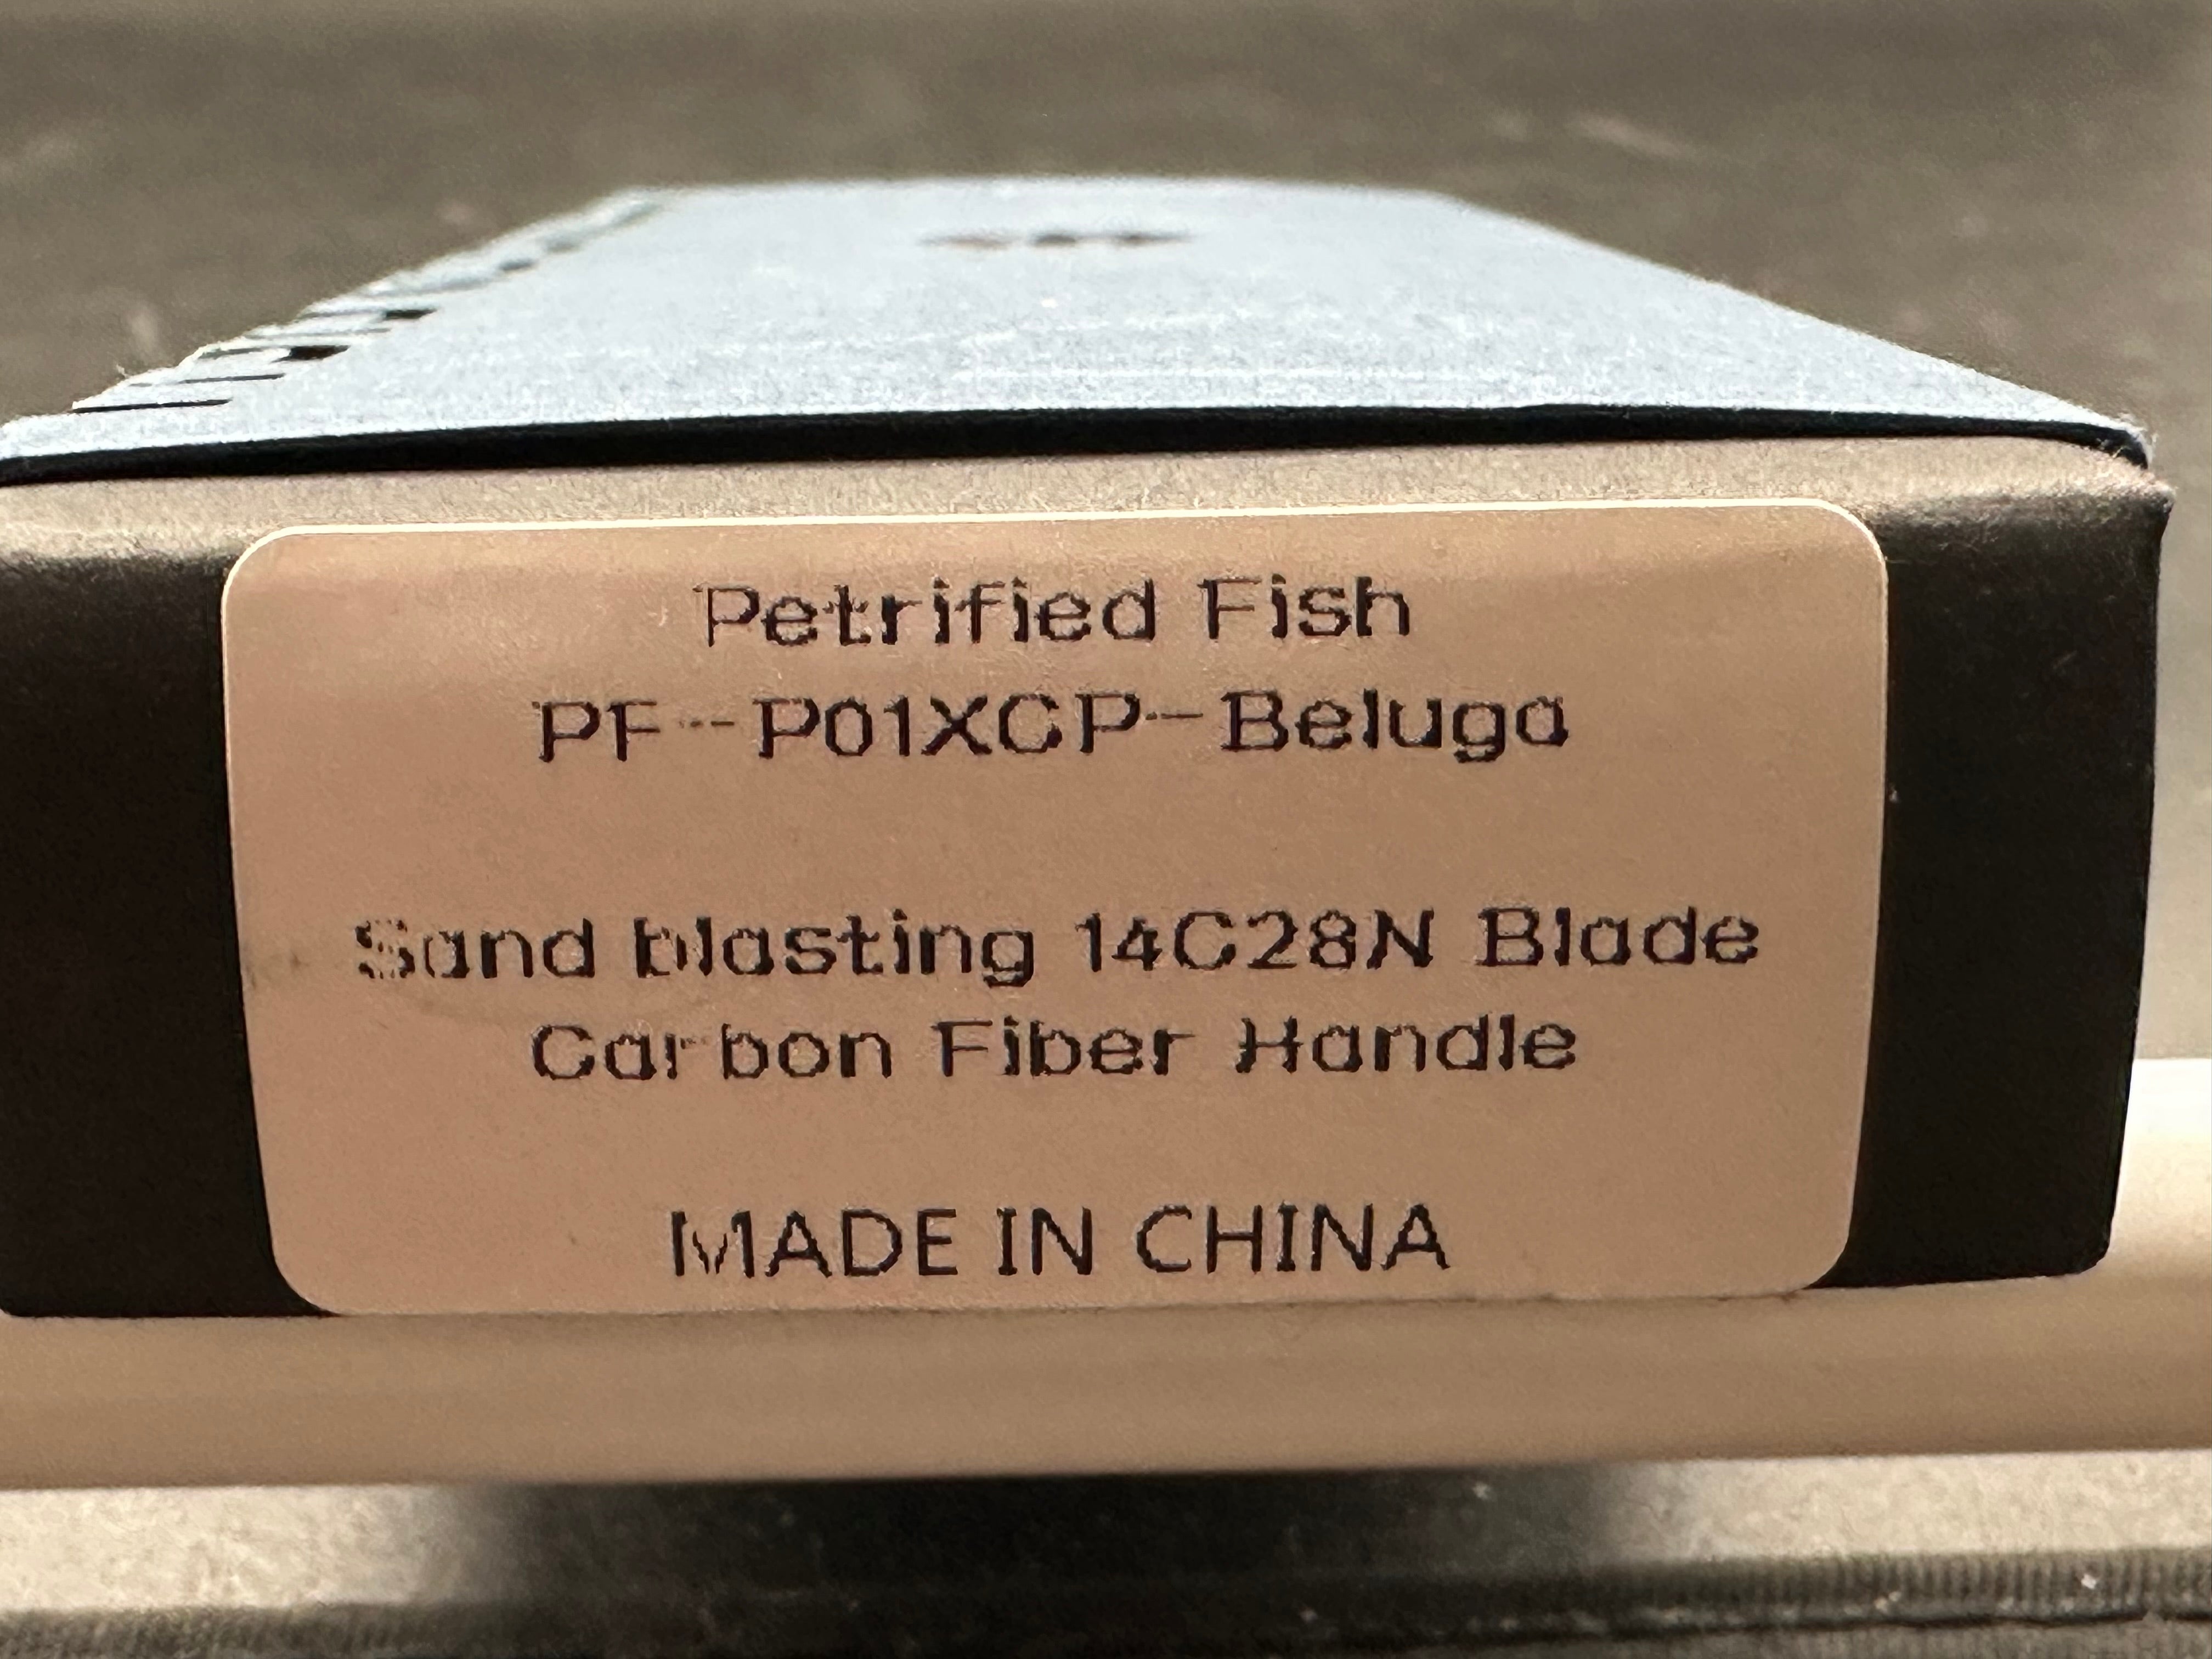 Petrified Fish
PF-P01XCP-Beluga
Sand blasting 14C28N Blade
Carbon Fiber Handle
MADE IN CHINA